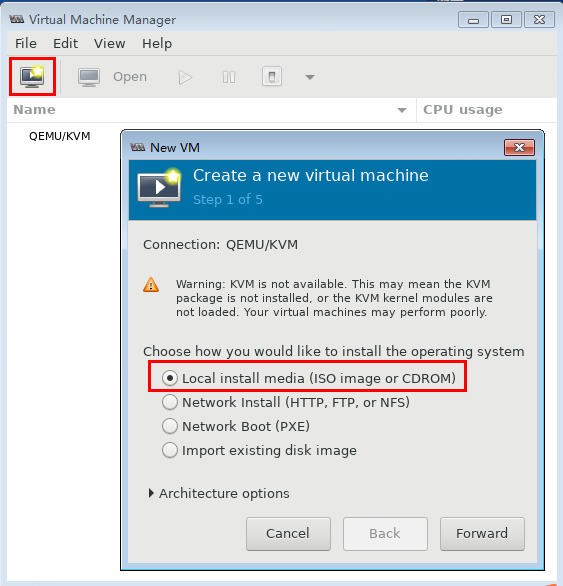 Virtual Machine Manager
File Edit View Help
Open
Name CPU usage
QEMU/KVM
New VM
Create a new virtual machine
Step 1 of 5
Connection: QEMU/KVM
Warning: KVM is not available. This may mean the KVM
package is not installed, or the KVM kernel modules are
not loaded. Your virtual machines may perform poorly.
Choose how you would like to install the operating system
Local install media (ISO image or CDROM)
Network Install (HTTP, FTP, or NFS)
Network Boot (PXE)
Import existing disk image
Architecture options
Cancel Back Forward